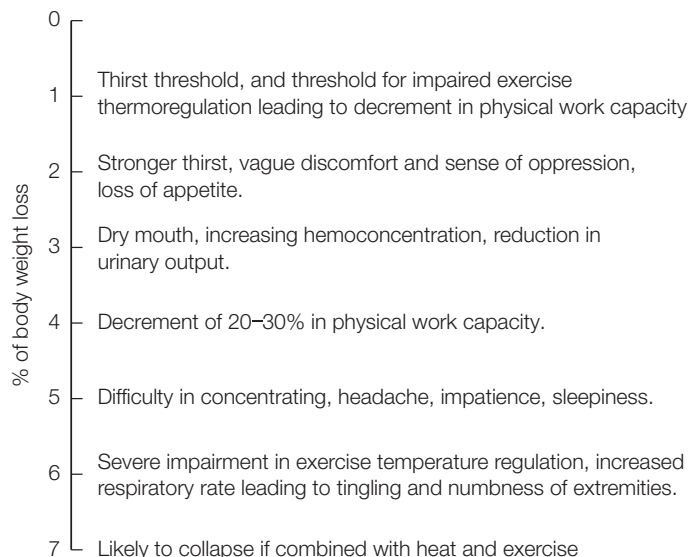 0
1 Thirst threshold, and threshold for impaired exercise
thermoregulation leading to decrement in physical work capacity
2 Stronger thirst, vague discomfort and sense of oppression,
loss of appetite.
3 Dry mouth, increasing hemoconcentration, reduction in
urinary output.
4 Decrement of 20–30% in physical work capacity.
5 Difficulty in concentrating, headache, impatience, sleepiness.
6 Severe impairment in exercise temperature regulation, increased
respiratory rate leading to tingling and numbness of extremities.
7 Likely to collapse if combined with heat and exercise
% of body weight loss